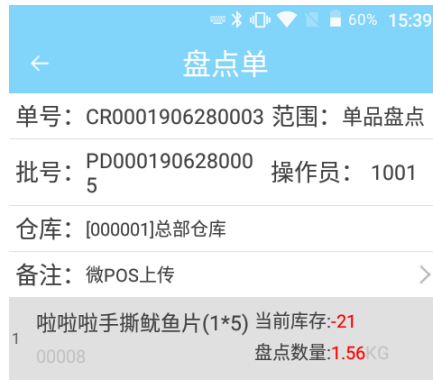 60% 15:39
盘点单
单号：CR0001906280003 范围：单品盘点
批号：PD0001906280005 操作员：1001
仓库：[000001]总部仓库
备注：微POS上传
1 啦啦啦手撕鱿鱼片(1*5) 当前库存:-21
00008 盘点数量:1.56KG